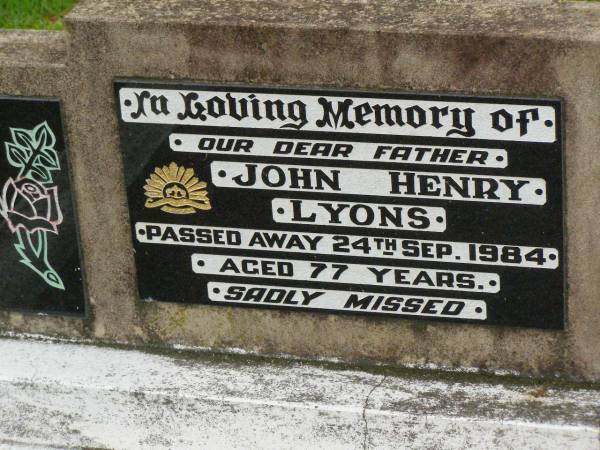 In Loving Memory of
OUR DEAR FATHER
JOHN HENRY
LYONS
PASSED AWAY 24TH SEP. 1984
AGED 77 YEARS.
SADLY MISSED